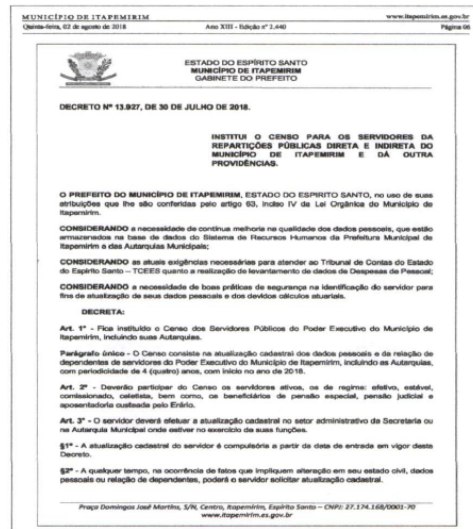 MUNICÍPIO DE ITAPEMIRIM www.itapemirim.es.gov.br
Quinta-feira, 02 de agosto de 2018 Ano XIII - Edição nº 2.440 Página 06
ESTADO DO ESPÍRITO SANTO
MUNICÍPIO DE ITAPEMIRIM
GABINETE DO PREFEITO
DECRETO Nº 13.927, DE 30 DE JULHO DE 2018.
INSTITUI O CENSO PARA OS SERVIDORES DA
REPARTIÇÕES PÚBLICAS DIRETA E INDIRETA DO
MUNICÍPIO DE ITAPEMIRIM E DÁ OUTRA
PROVIDÊNCIAS.
O PREFEITO DO MUNICÍPIO DE ITAPEMIRIM, ESTADO DO ESPIRITO SANTO, no uso de suas
atribuições que lhe são conferidas pelo artigo 63, inciso IV da Lei Orgânica do Município de
Itapemirim.
CONSIDERANDO a necessidade de contínua melhoria na qualidade dos dados pessoais, que estão
armazenados na base de dados do Sistema de Recursos Humanos da Prefeitura Municipal de
Itapemirim e das Autarquias Municipais;
CONSIDERANDO as atuais exigências necessárias para atender ao Tribunal de Contas do Estado
do Espírito Santo – TCEES quanto a realização de levantamento de dados de Despesas de Pessoal;
CONSIDERANDO a necessidade de boas práticas de segurança na identificação do servidor para
fins de atualização de seus dados pessoais e dos devidos cálculos atuariais.
DECRETA:
Art. 1º - Fica instituído o Censo dos Servidores Públicos do Poder Executivo do Município de
Itapemirim, incluindo suas Autarquias.
Parágrafo único - O Censo consista na atualização cadastral dos dados pessoais e da relação de
dependentes de servidores do Poder Executivo do Município de Itapemirim, incluindo as Autarquias,
com periodicidade de 4 (quatro) anos, com início no ano de 2018.
Art. 2º - Deverão participar do Censo os servidores ativos, os de regime: efetivo, estável,
comissionado, celetista, bem como, os beneficiários de pensão especial, pensão judicial e
aposentadoria custeada pelo Erário.
Art. 3º - O servidor deverá efetuar a atualização cadastral no setor administrativo da Secretaria ou
na Autarquia Municipal onde estiver no exercício de suas funções.
§1º - A atualização cadastral do servidor é compulsória a partir da data de entrada em vigor deste
Decreto.
§2º - A qualquer tempo, na ocorrência de fatos que impliquem alteração em seu estado civil, dados
pessoais ou relação de dependentes, poderá o servidor solicitar atualização cadastral.
Praça Domingos José Martins, S/N, Centro, Itapemirim, Espírito Santo – CNPJ: 27.174.168/0001-70
www.itapemirim.es.gov.br